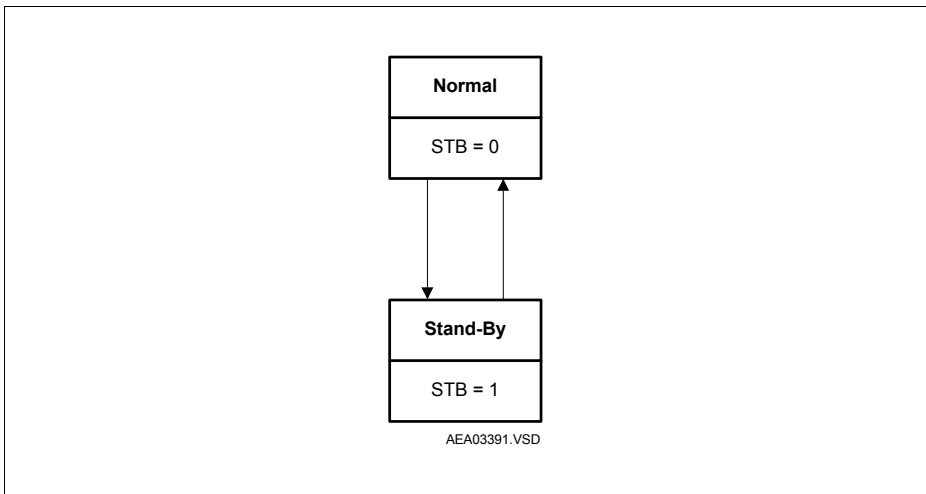 Normal
STB = 0
Stand-By
STB = 1
AEA03391.VSD